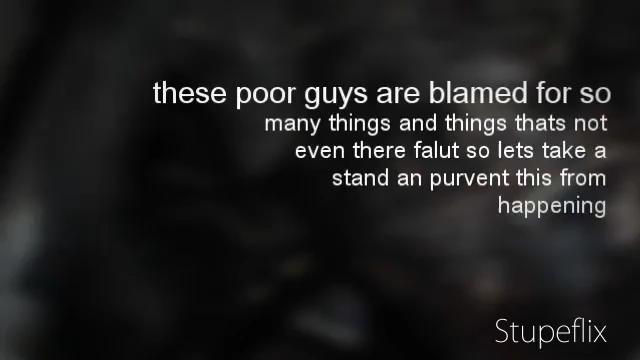 these poor guys are blamed for so
many things and things thats not
even there falut so lets take a
stand an purvent this from
happening
Stupeflix